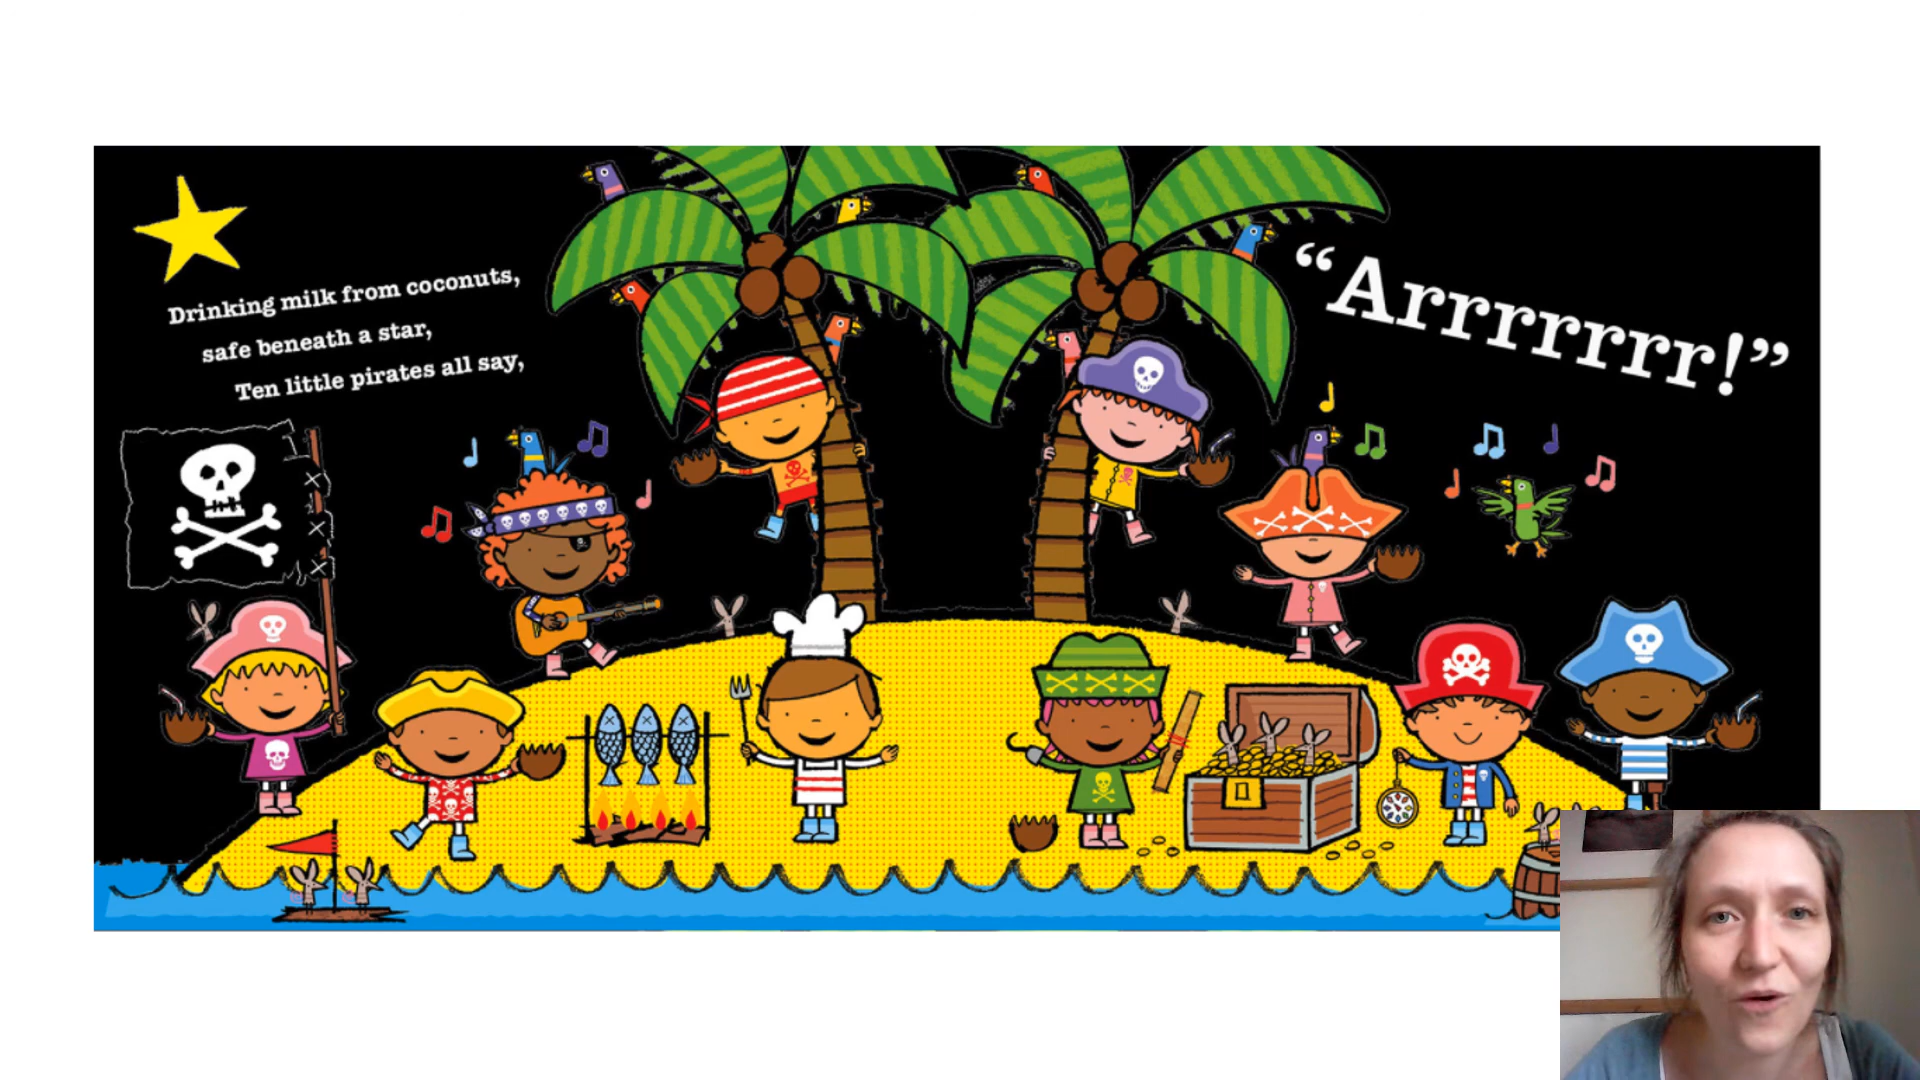 Drinking milk from coconuts,
safe beneath a star,
Ten little pirates all say,
“Arrrrrrr!”